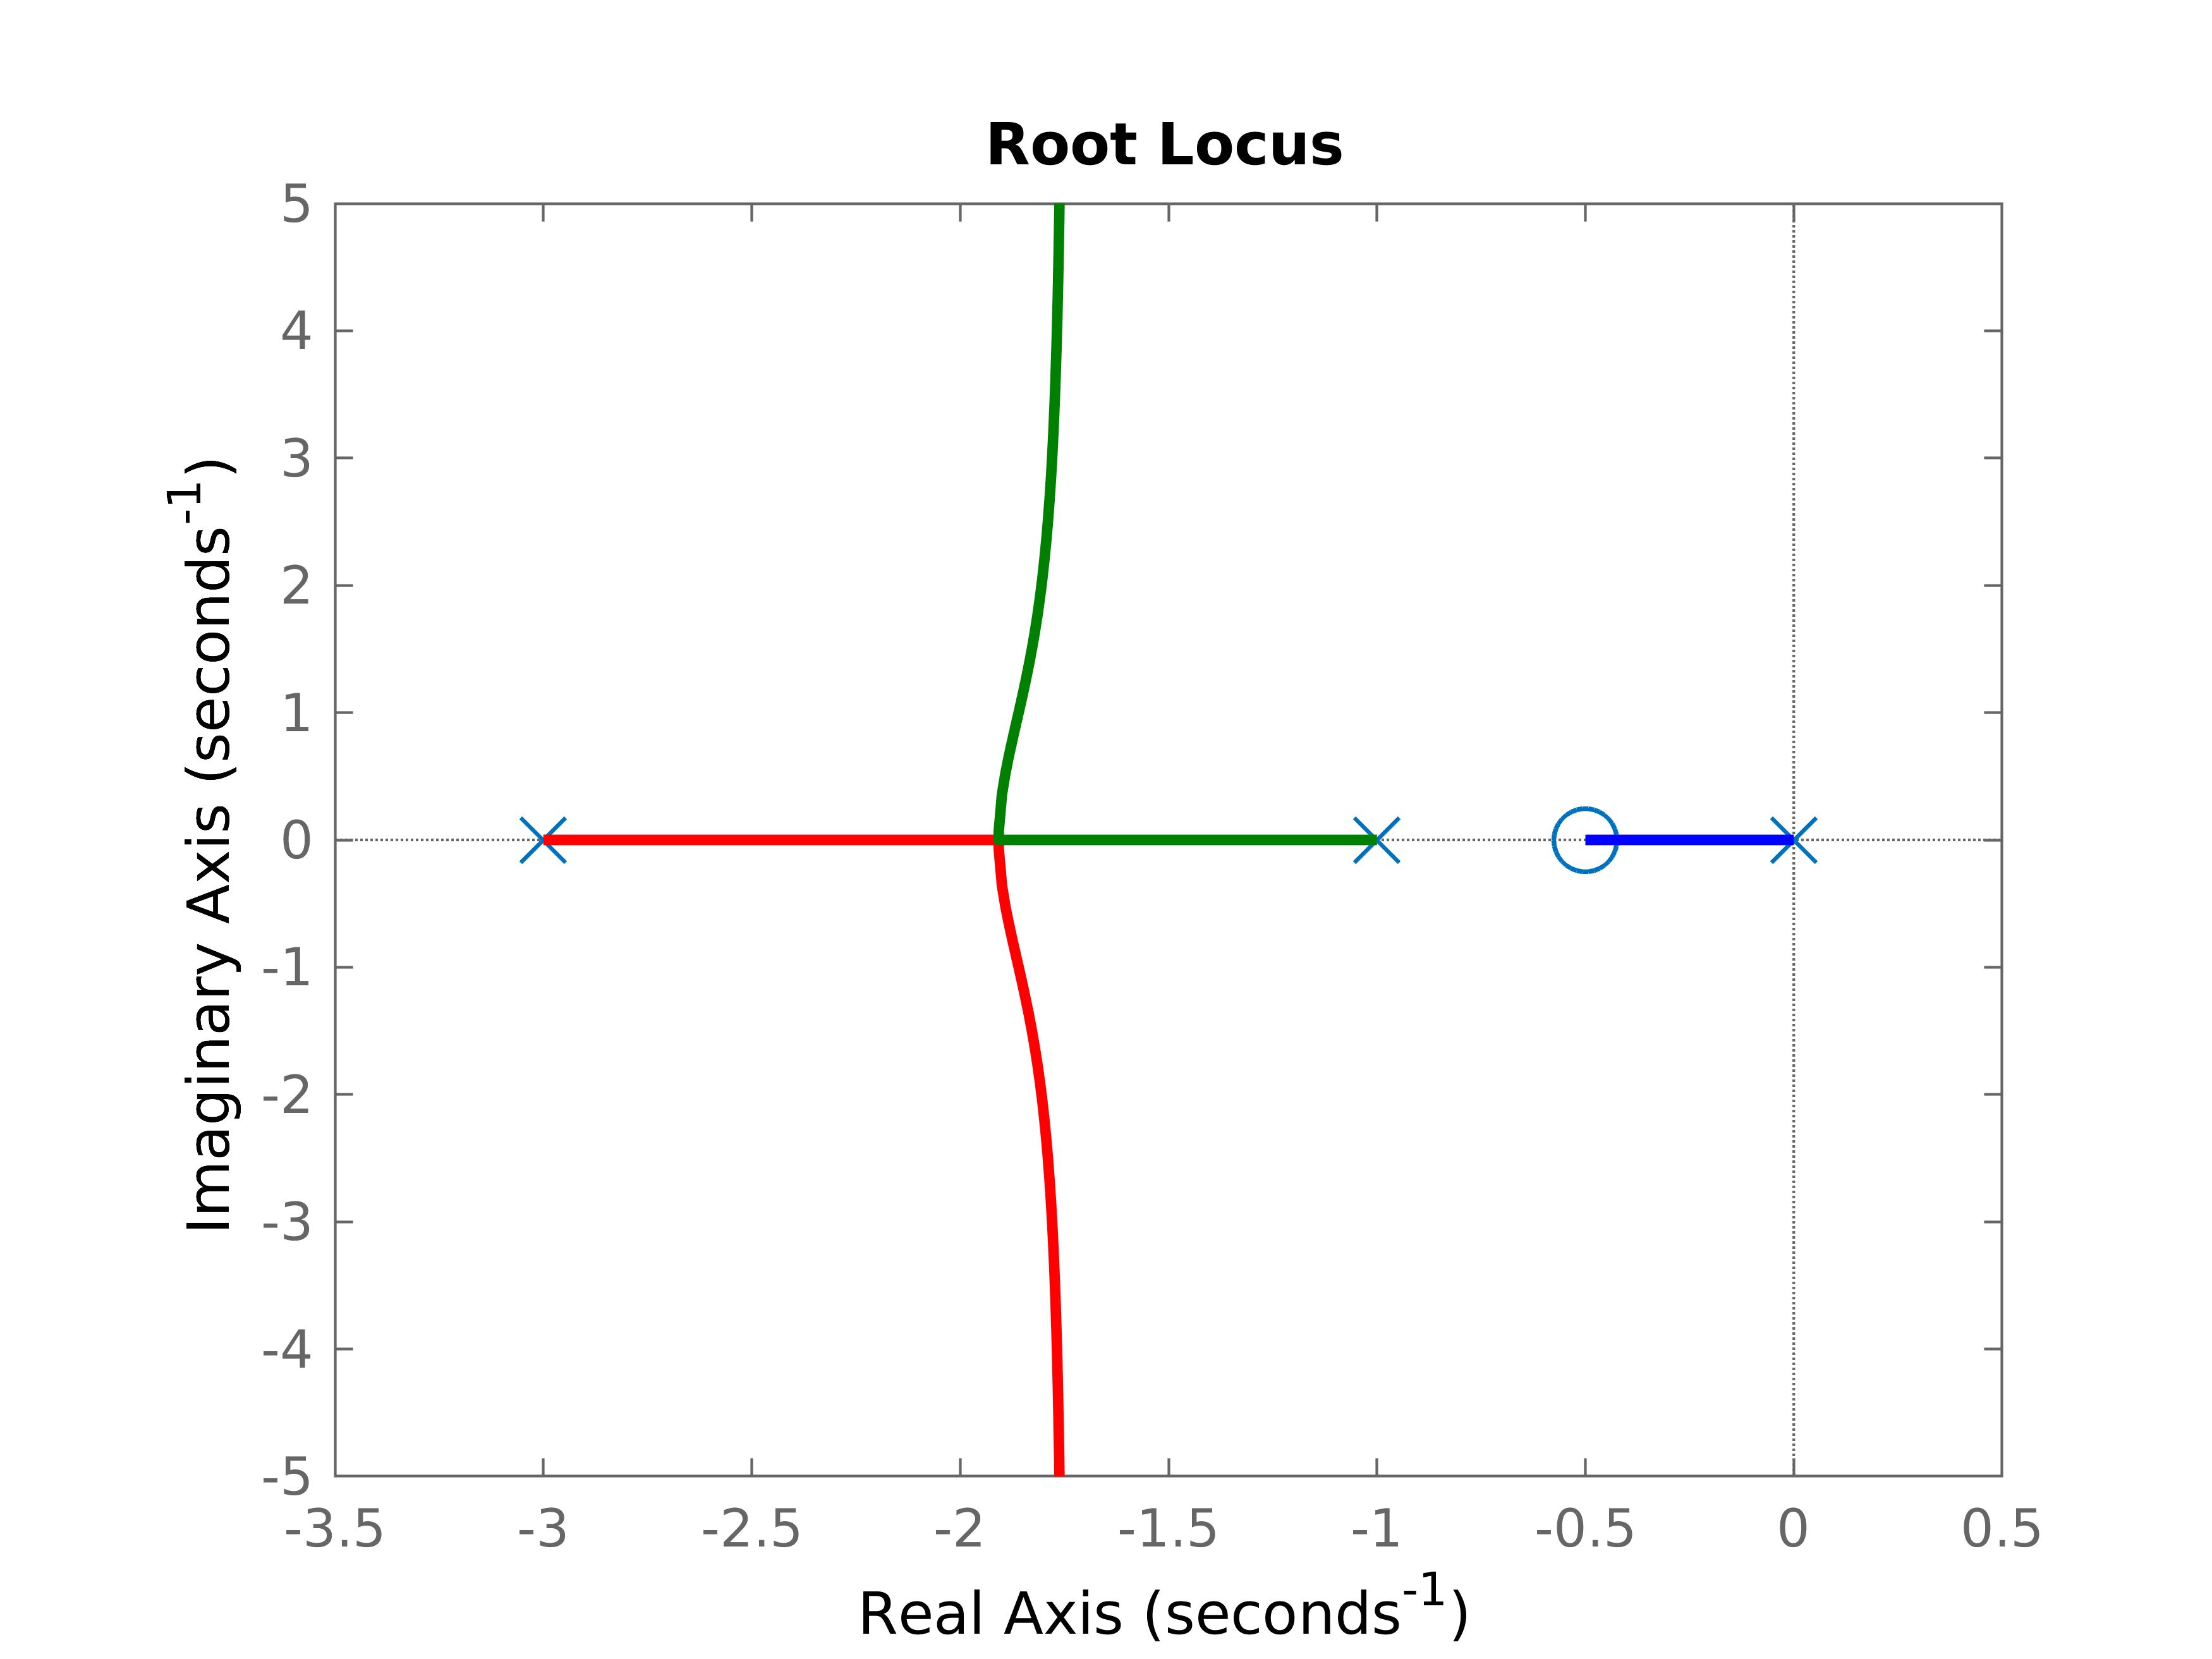 Root Locus
5
4
3
2
1
0
-1
-2
-3
-4
-5
Imaginary Axis (seconds-1)
-3.5 -3 -2.5 -2 -1.5 -1 -0.5 0 0.5
Real Axis (seconds-1)